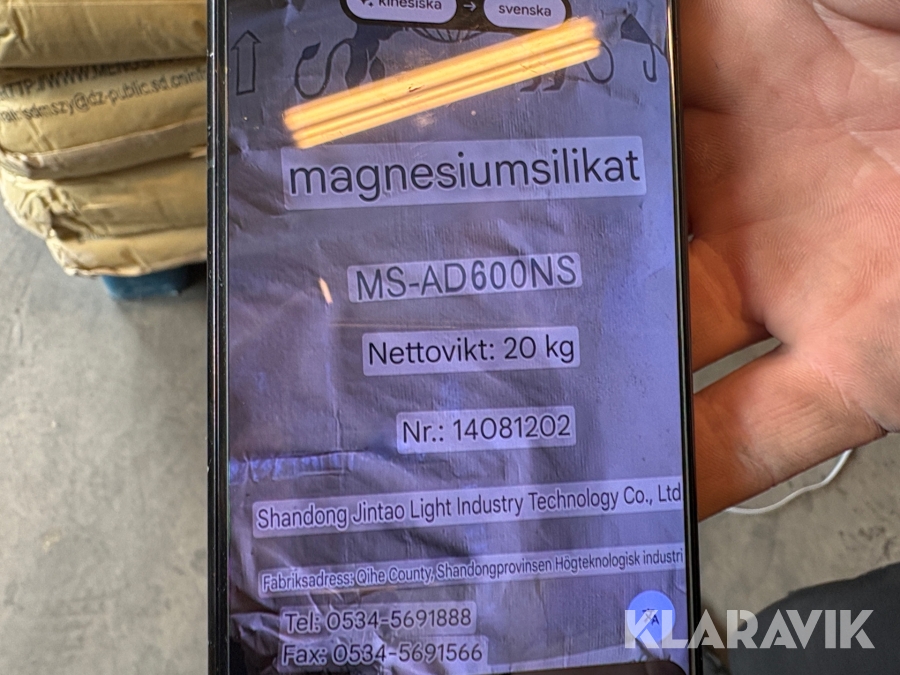 kinesiska → svenska
magnesiumsilikat
MS-AD600NS
Nettovikt: 20 kg
Nr.: 14081202
Shandong Jintao Light Industry Technology Co., Ltd
Fabriksadress: Qihe County, Shandongprovinsen Högteknologisk industri
Tel: 0534-5691888
Fax: 0534-5691566
KLARAVIK